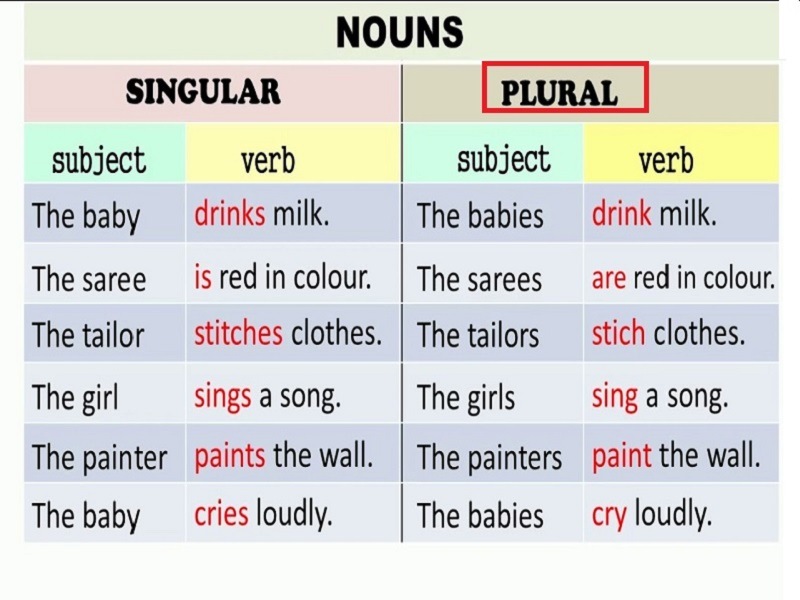 NOUNS
SINGULAR PLURAL
subject verb subject verb
The baby drinks milk. The babies drink milk.
The saree is red in colour. The sarees are red in colour.
The tailor stitches clothes. The tailors stich clothes.
The girl sings a song. The girls sing a song.
The painter paints the wall. The painters paint the wall.
The baby cries loudly. The babies cry loudly.